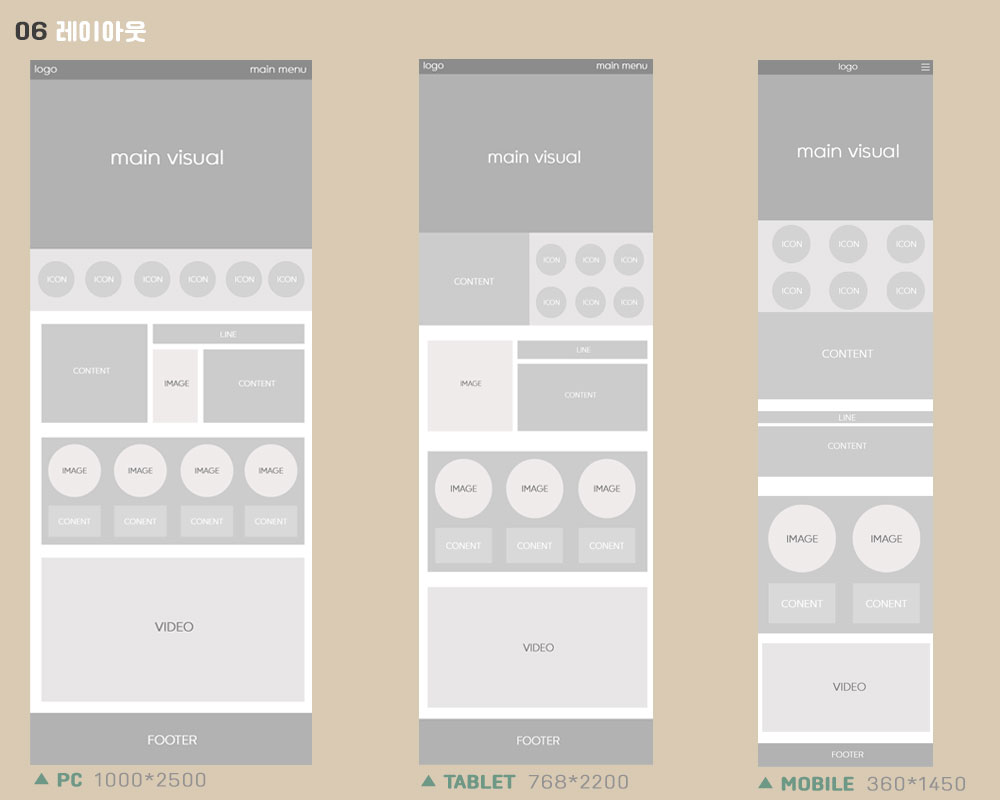 06 레이아웃
logo main menu
main visual
ICON ICON ICON ICON ICON ICON
CONTENT
LINE
IMAGE
CONTENT
IMAGE IMAGE IMAGE IMAGE
CONENT CONENT CONENT CONENT
VIDEO
FOOTER
▲ PC 1000*2500
logo main menu
main visual
CONTENT
ICON ICON ICON
ICON ICON ICON
IMAGE
LINE
CONTENT
IMAGE IMAGE IMAGE
CONENT CONENT CONENT
VIDEO
FOOTER
▲ TABLET 768*2200
logo
main visual
ICON ICON ICON
ICON ICON ICON
CONTENT
LINE
CONTENT
IMAGE IMAGE
CONENT CONENT
VIDEO
FOOTER
▲ MOBILE 360*1450